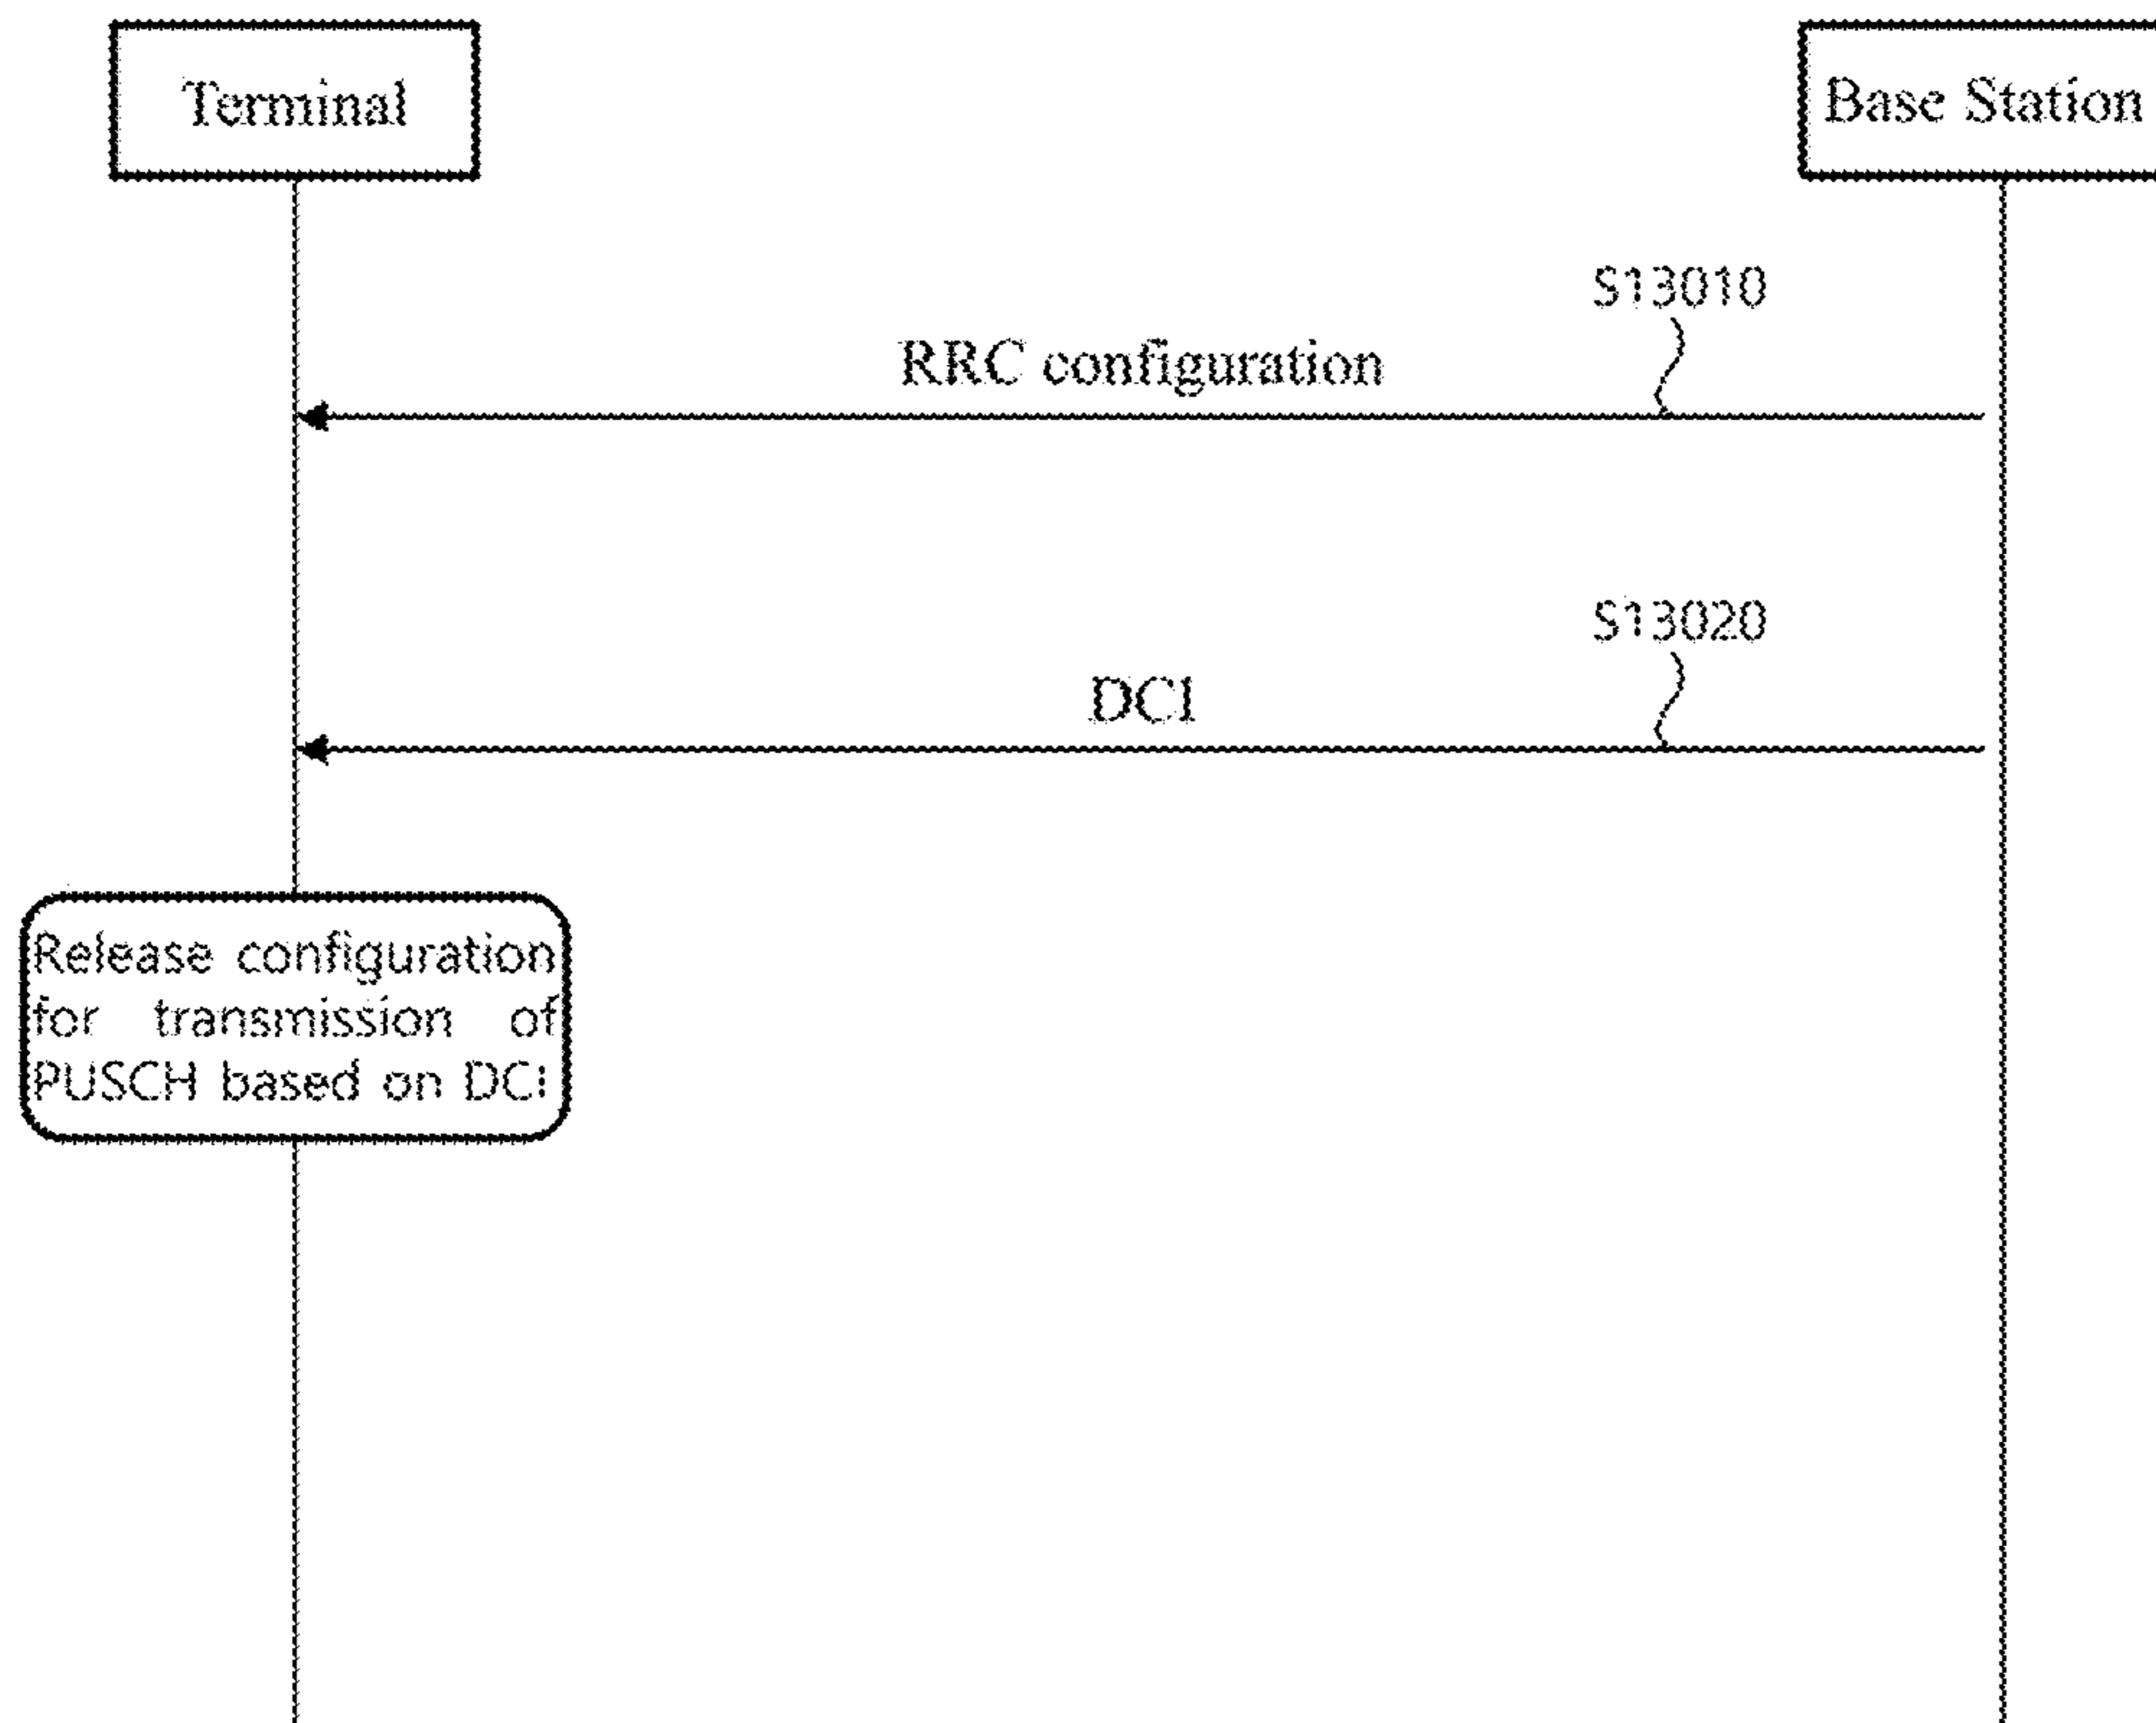 Terminal
Base Station
S13010
RRC configuration
S13020
DCI
Release configuration
for transmission of
PUSCH based on DCI